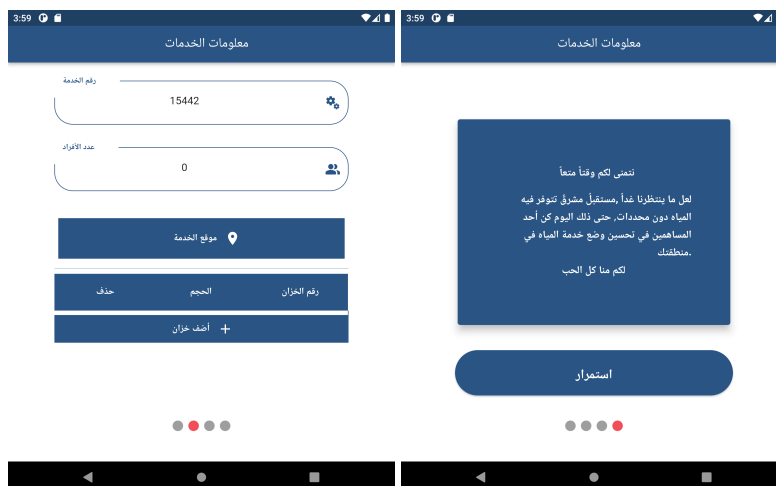 3:59
معلومات الخدمات
رقم الخدمة
15442
عدد الأفراد
0
موقع الخدمة
رقم الخزان
الحجم
حذف
أضف خزان
3:59
معلومات الخدمات
نتمنى لكم وقتاً متعاً
لعل ما ينتظرنا غداً ,مستقبلٌ مشرقٌ تتوفر فيه
المياه دون محددات, حتى ذلك اليوم كن أحد
المساهمين في تحسين وضع خدمة المياه في
.منطقتك
لكم منا كل الحب
استمرار